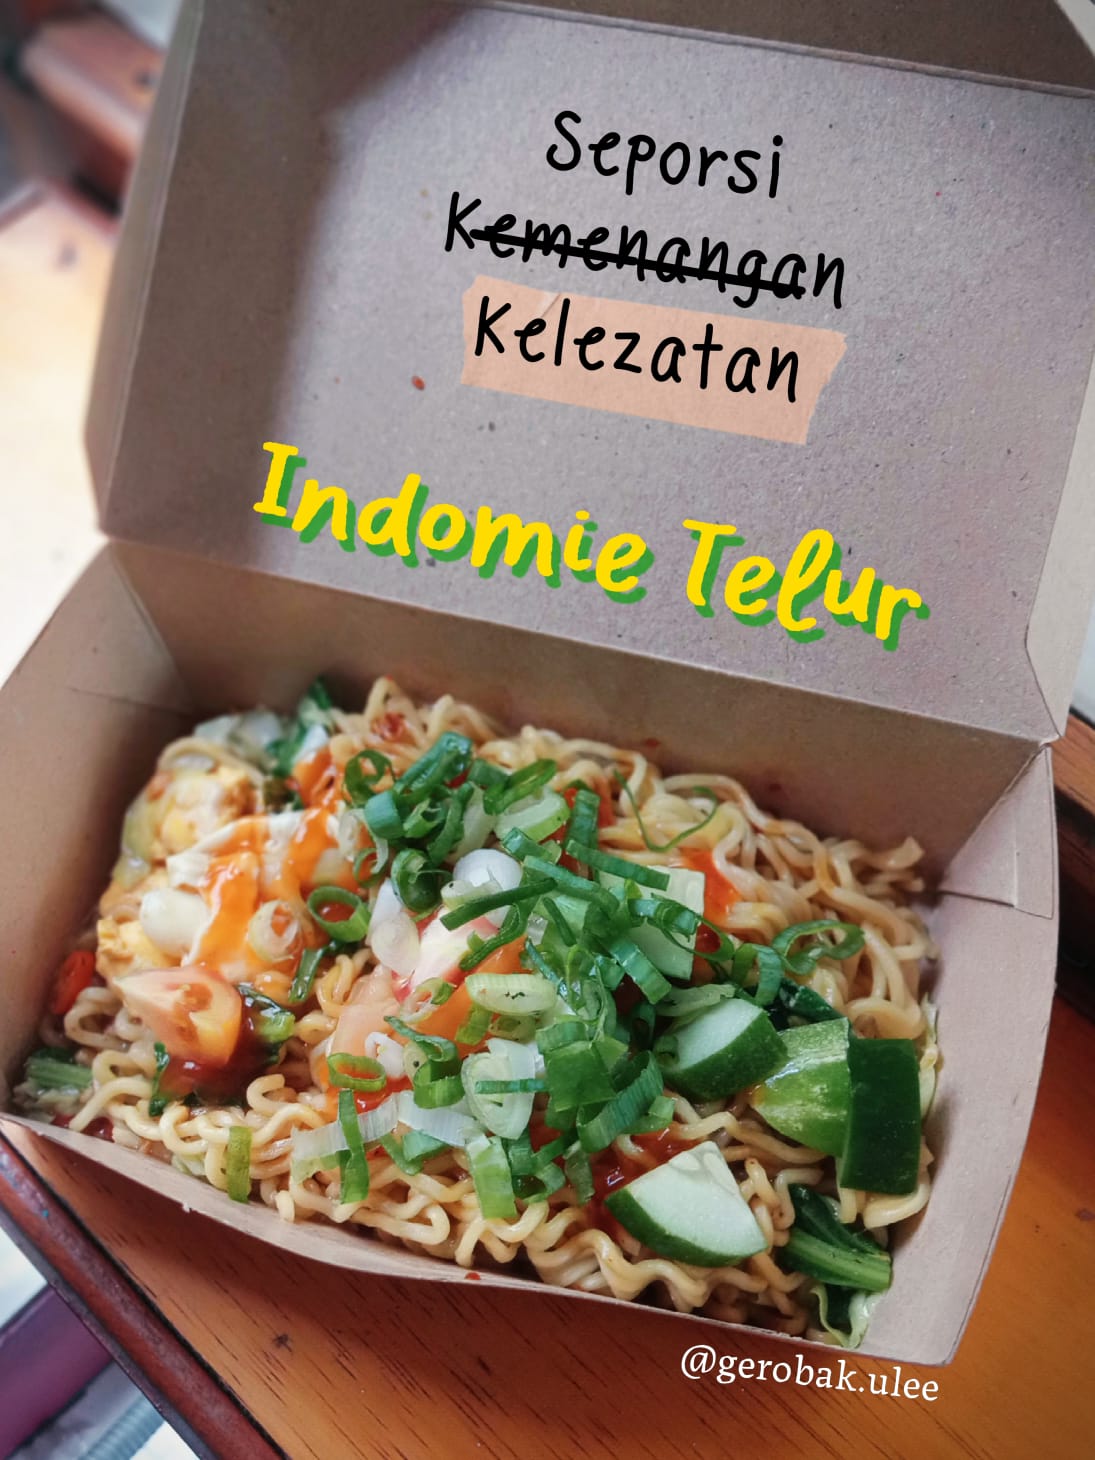 Seporsi
Kemenangan
Kelezatan
Indomie Telur
@gerobak.ulee